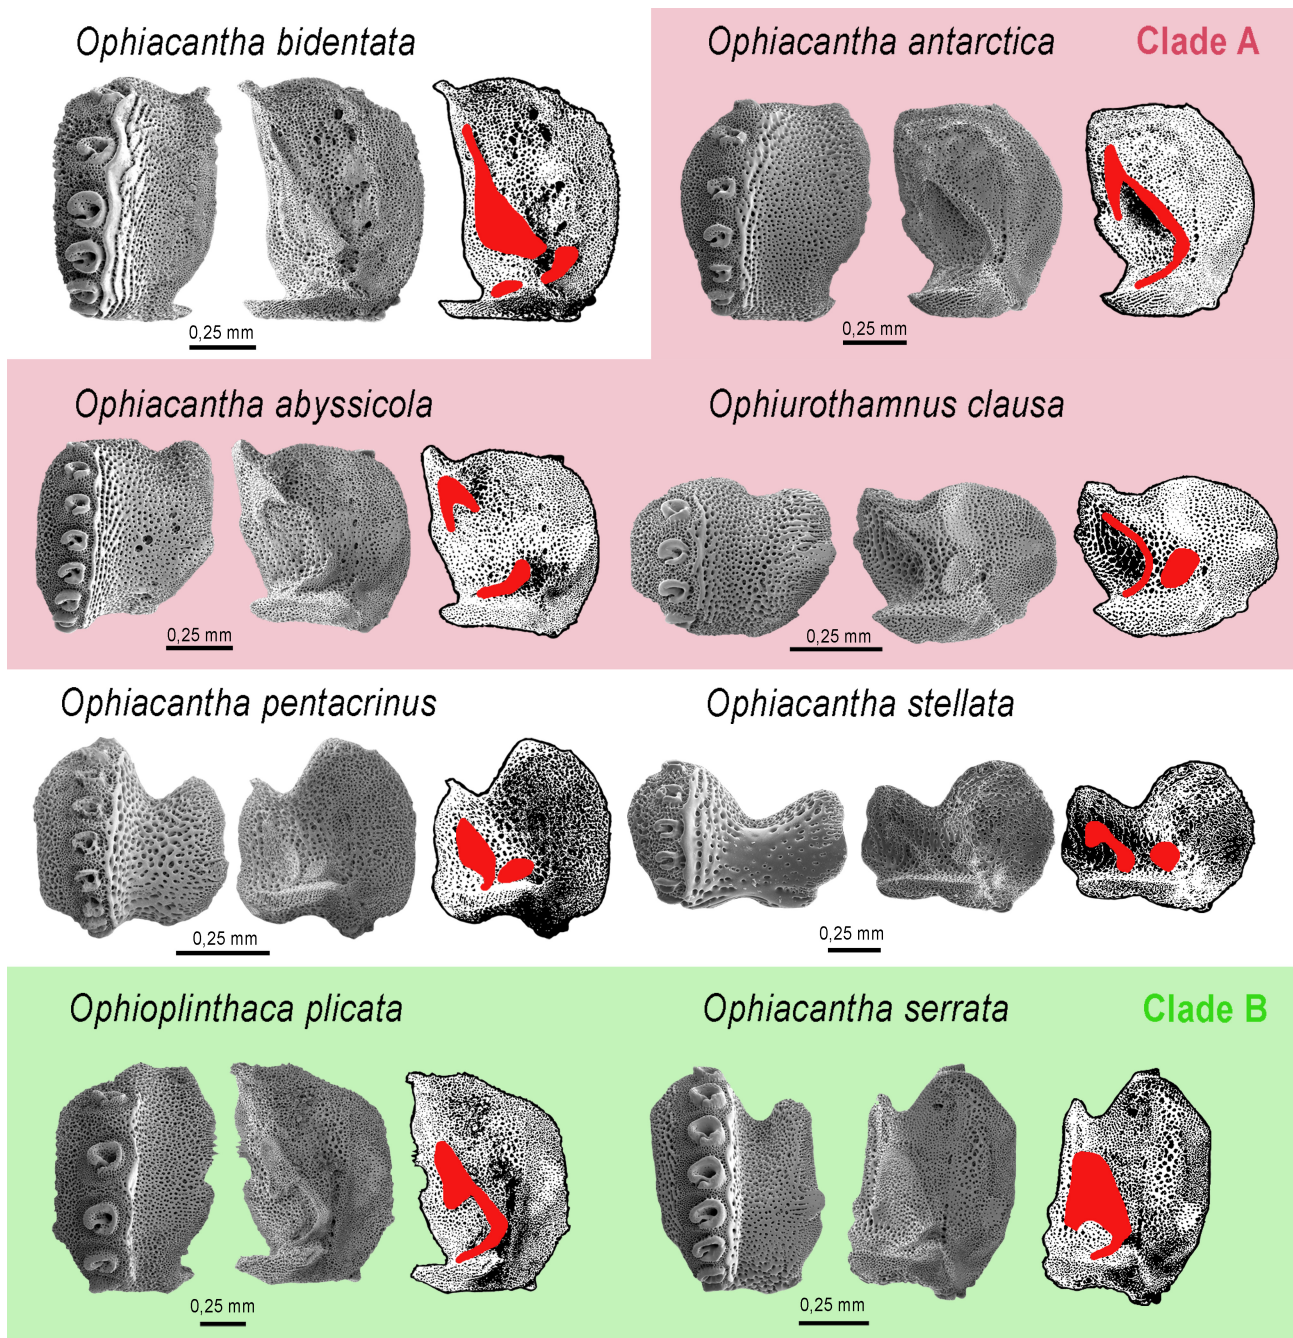 Ophiacantha bidentata
Ophiacantha antarctica
Clade A
0,25 mm
0,25 mm
Ophiacantha abyssicola
Ophiurothamnus clausa
0,25 mm
0,25 mm
Ophiacantha pentacrinus
Ophiacantha stellata
0,25 mm
0,25 mm
Ophioplinthaca plicata
Ophiacantha serrata
Clade B
0,25 mm
0,25 mm